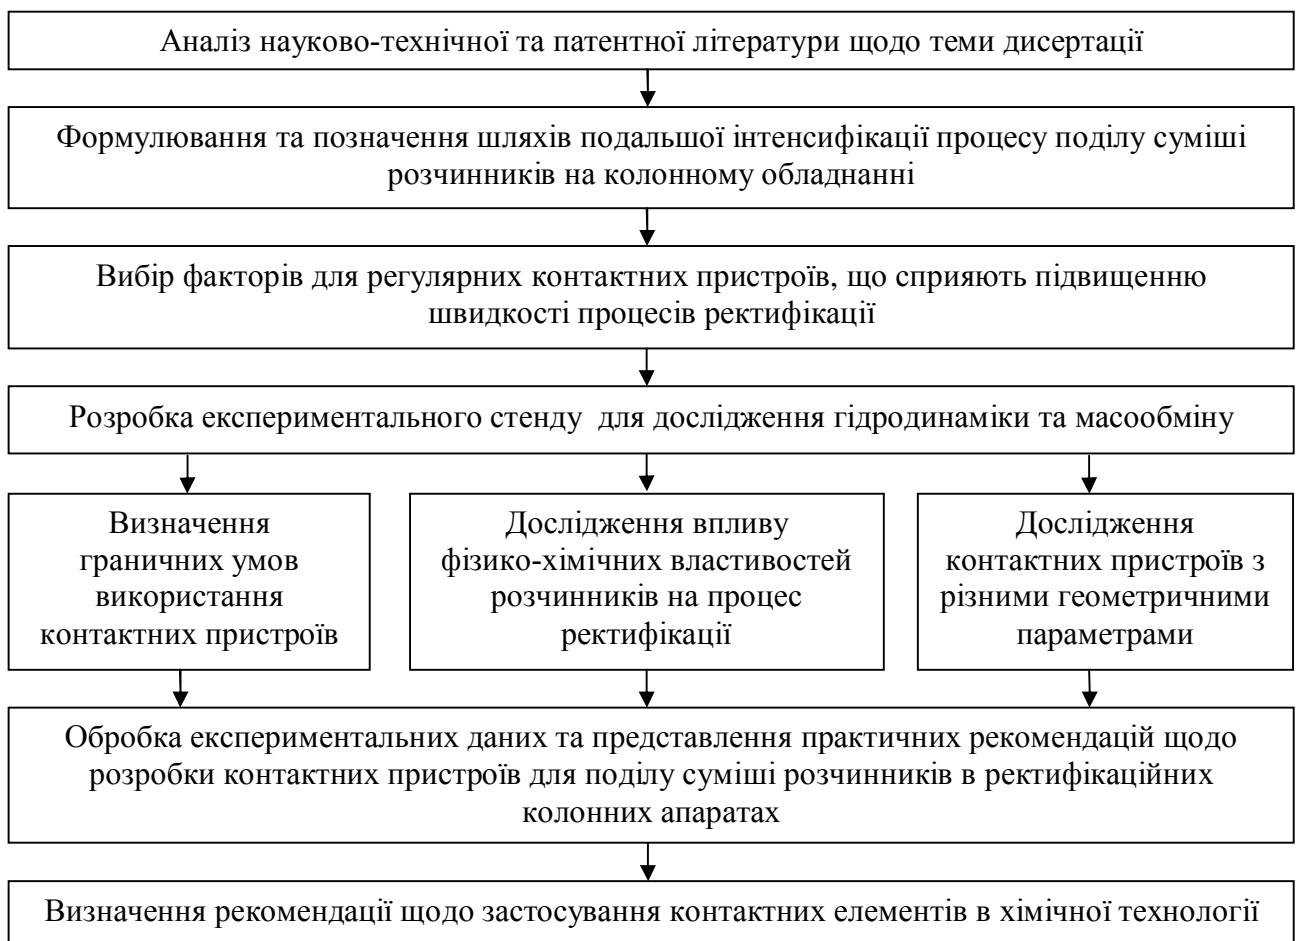 Аналіз науково-технічної та патентної літератури щодо теми дисертації
Формулювання та позначення шляхів подальшої інтенсифікації процесу поділу суміші
розчинників на колонному обладнанні
Вибір факторів для регулярних контактних пристроїв, що сприяють підвищенню
швидкості процесів ректифікації
Розробка експериментального стенду для дослідження гідродинаміки та масообміну
Визначення
граничних умов
використання
контактних пристроїв
Дослідження впливу
фізико-хімічних властивостей
розчинників на процес
ректифікації
Дослідження
контактних пристроїв з
різними геометричними
параметрами
Обробка експериментальних даних та представлення практичних рекомендацій щодо
розробки контактних пристроїв для поділу суміші розчинників в ректифікаційних
колонних апаратах
Визначення рекомендації щодо застосування контактних елементів в хімічної технології